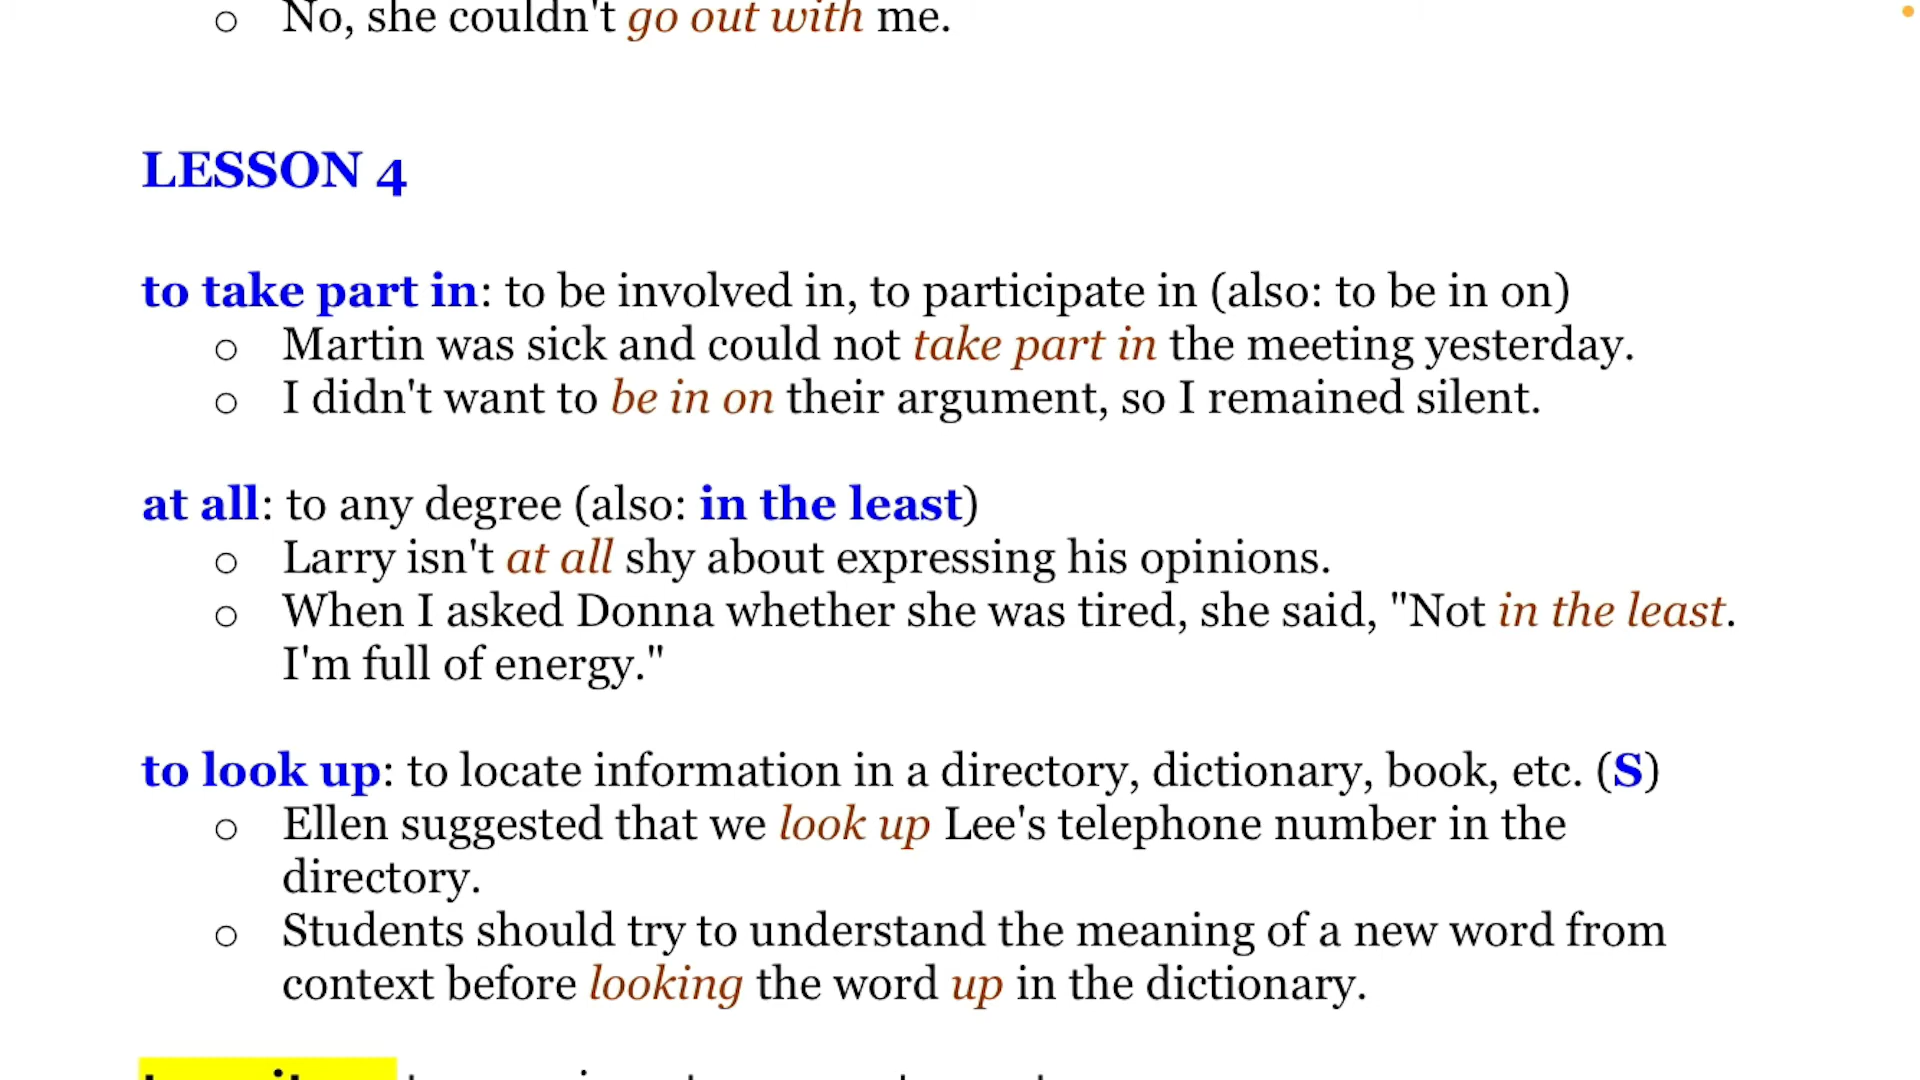 o No, she couldn't go out with me.
LESSON 4
to take part in: to be involved in, to participate in (also: to be in on)
o Martin was sick and could not take part in the meeting yesterday.
o I didn't want to be in on their argument, so I remained silent.
at all: to any degree (also: in the least)
o Larry isn't at all shy about expressing his opinions.
o When I asked Donna whether she was tired, she said, "Not in the least.
I'm full of energy."
to look up: to locate information in a directory, dictionary, book, etc. (S)
o Ellen suggested that we look up Lee's telephone number in the
directory.
o Students should try to understand the meaning of a new word from
context before looking the word up in the dictionary.